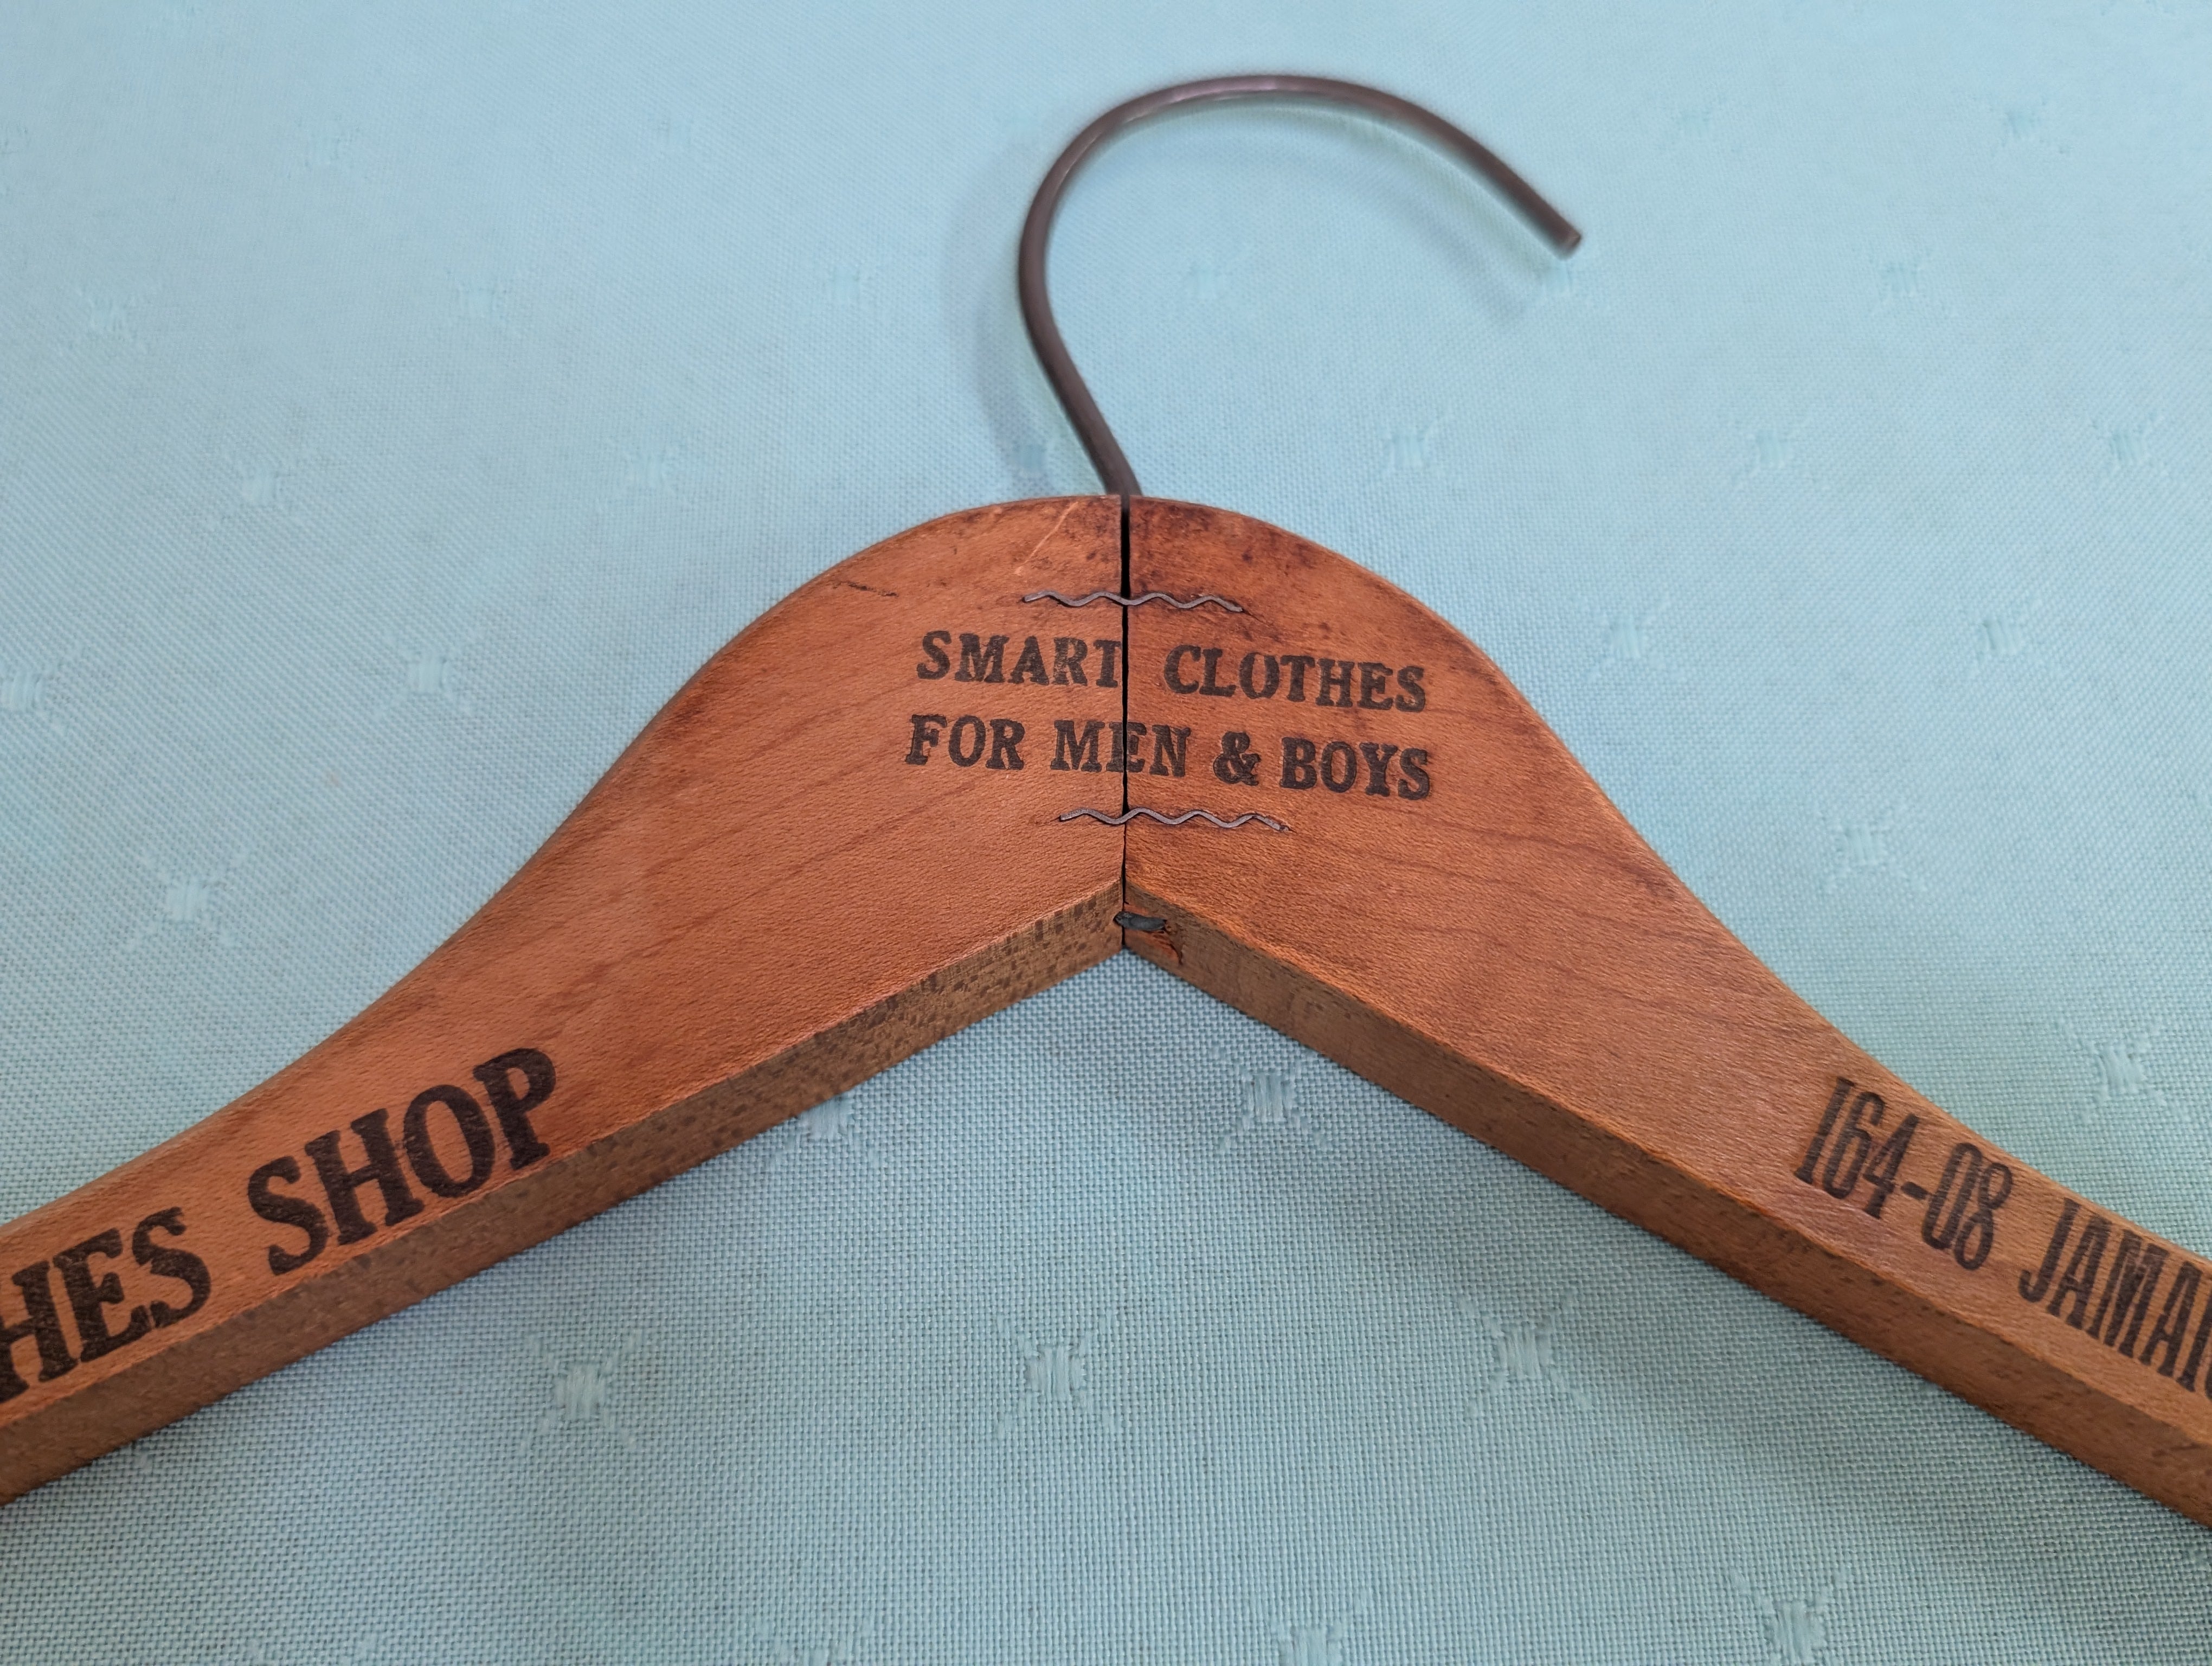 SMART CLOTHES
FOR MEN & BOYS
HES SHOP
164-08 JAMAI